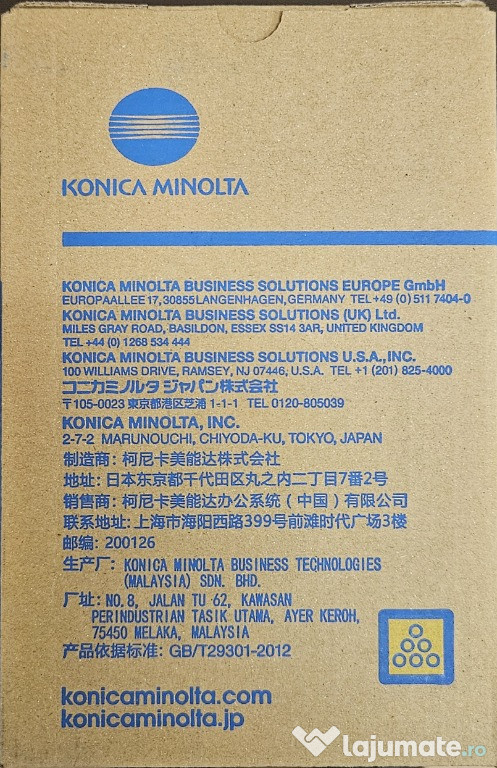 KONICA MINOLTA
KONICA MINOLTA BUSINESS SOLUTIONS EUROPE GmbH
EUROPAALLEE 17, 30855 LANGENHAGEN, GERMANY TEL +49 (0) 511 7404-0
KONICA MINOLTA BUSINESS SOLUTIONS (UK) Ltd.
MILES GRAY ROAD, BASILDON, ESSEX SS14 3AR, UNITED KINGDOM
TEL +44 (0) 1268 534 444
KONICA MINOLTA BUSINESS SOLUTIONS U.S.A., INC.
100 WILLIAMS DRIVE, RAMSEY, NJ 07446, U.S.A. TEL +1 (201) 825-4000
コニカミノルタ ジャパン株式会社
〒105-0023 東京都港区芝浦 1-1-1 TEL 0120-805039
KONICA MINOLTA, INC.
2-7-2 MARUNOUCHI, CHIYODA-KU, TOKYO, JAPAN
制造商: 柯尼卡美能达株式会社
地址: 日本东京都千代田区丸之内二丁目7番2号
销售商: 柯尼卡美能达办公系统 (中国) 有限公司
联系地址: 上海市海阳西路399号前滩时代广场3楼
邮编: 200126
生产厂: KONICA MINOLTA BUSINESS TECHNOLOGIES
(MALAYSIA) SDN. BHD.
厂址: NO.8, JALAN TU 62, KAWASAN
PERINDUSTRIAN TASIK UTAMA, AYER KEROH,
75450 MELAKA, MALAYSIA
产品依据标准: GB/T29301-2012
konicaminolta.com
konicaminolta.jp
lajumate.ro